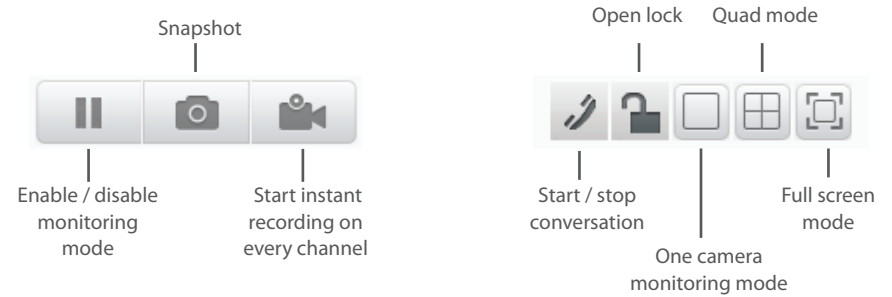 Snapshot
Enable / disable
monitoring
mode
Start instant
recording on
every channel
Open lock
Quad mode
Start / stop
conversation
One camera
monitoring mode
Full screen
mode